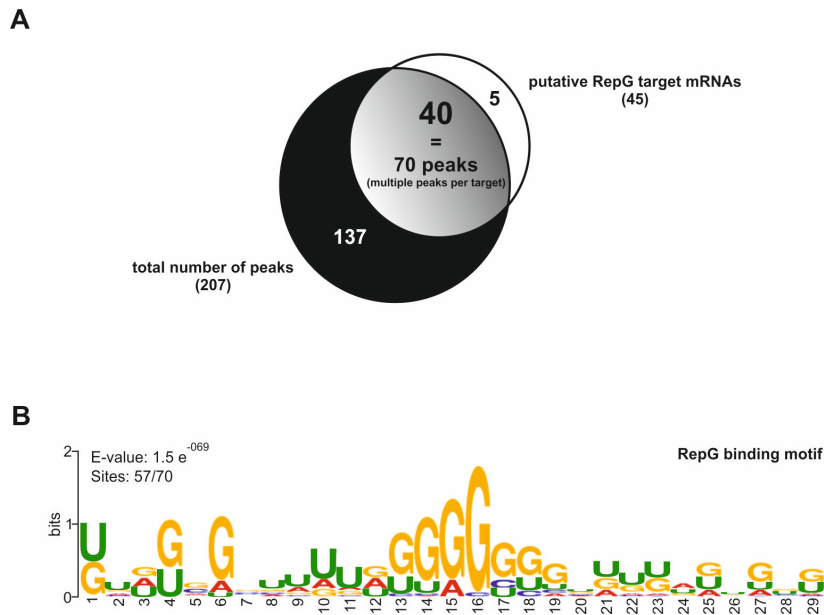 A
putative RepG target mRNAs
(45)
5
40
=
70 peaks
(multiple peaks per target)
137
total number of peaks
(207)
B
E-value: 1.5 e-069
Sites: 57/70
RepG binding motif
bits
2
1
0
1 2 3 4 5 6 7 8 9 10 11 12 13 14 15 16 17 18 19 20 21 22 23 24 25 26 27 28 29